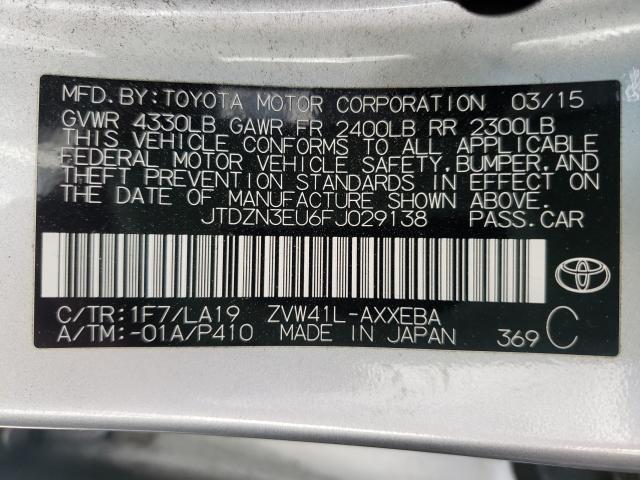 MFD. BY: TOYOTA MOTOR CORPORATION 03/15
GVWR 4330LB GAWR FR 2400LB RR 2300LB
THIS VEHICLE CONFORMS TO ALL APPLICABLE
FEDERAL MOTOR VEHICLE SAFETY, BUMPER, AND
THEFT PREVENTION STANDARDS IN EFFECT ON
THE DATE OF MANUFACTURE SHOWN ABOVE.
JTDZN3EU6FJ029138 PASS. CAR
C/TR: 1F7/LA19 ZVW41L-AXXEBA
A/TM: -01A/P410 MADE IN JAPAN 369 C